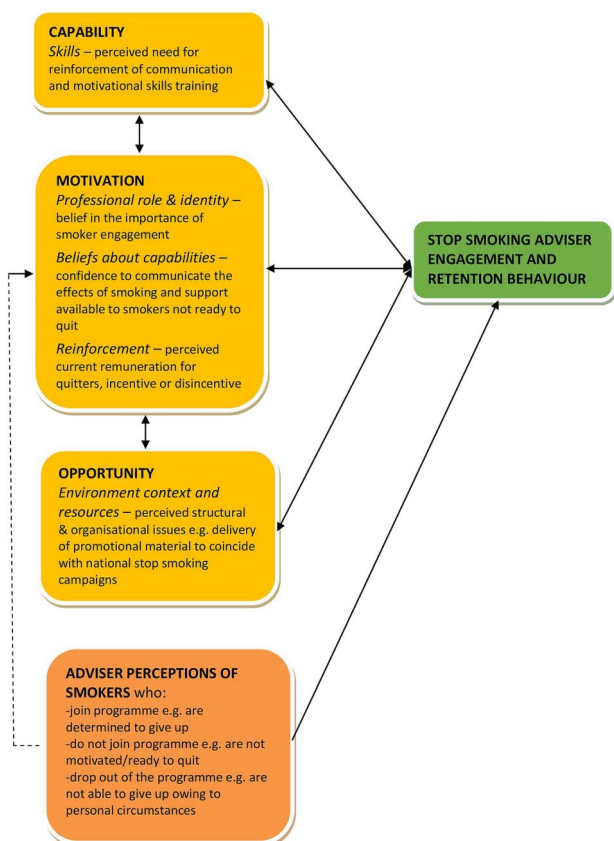 CAPABILITY
Skills – perceived need for
reinforcement of communication
and motivational skills training
MOTIVATION
Professional role & identity –
belief in the importance of
smoker engagement
Beliefs about capabilities –
confidence to communicate the
effects of smoking and support
available to smokers not ready to
quit
Reinforcement – perceived
current remuneration for
quitters, incentive or disincentive
STOP SMOKING ADVISER
ENGAGEMENT AND
RETENTION BEHAVIOUR
OPPORTUNITY
Environment context and
resources – perceived structural
& organisational issues e.g. delivery
of promotional material to coincide
with national stop smoking
campaigns
ADVISER PERCEPTIONS OF
SMOKERS who:
-join programme e.g. are
determined to give up
-do not join programme e.g. are not
motivated/ready to quit
-drop out of the programme e.g. are
not able to give up owing to
personal circumstances